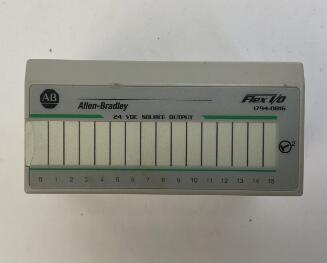 AB
Allen-Bradley
Flex I/O
1794-OB16
24 VDC SOURCE OUTPUT
2
0 1 2 3 4 5 6 7 8 9 10 11 12 13 14 15